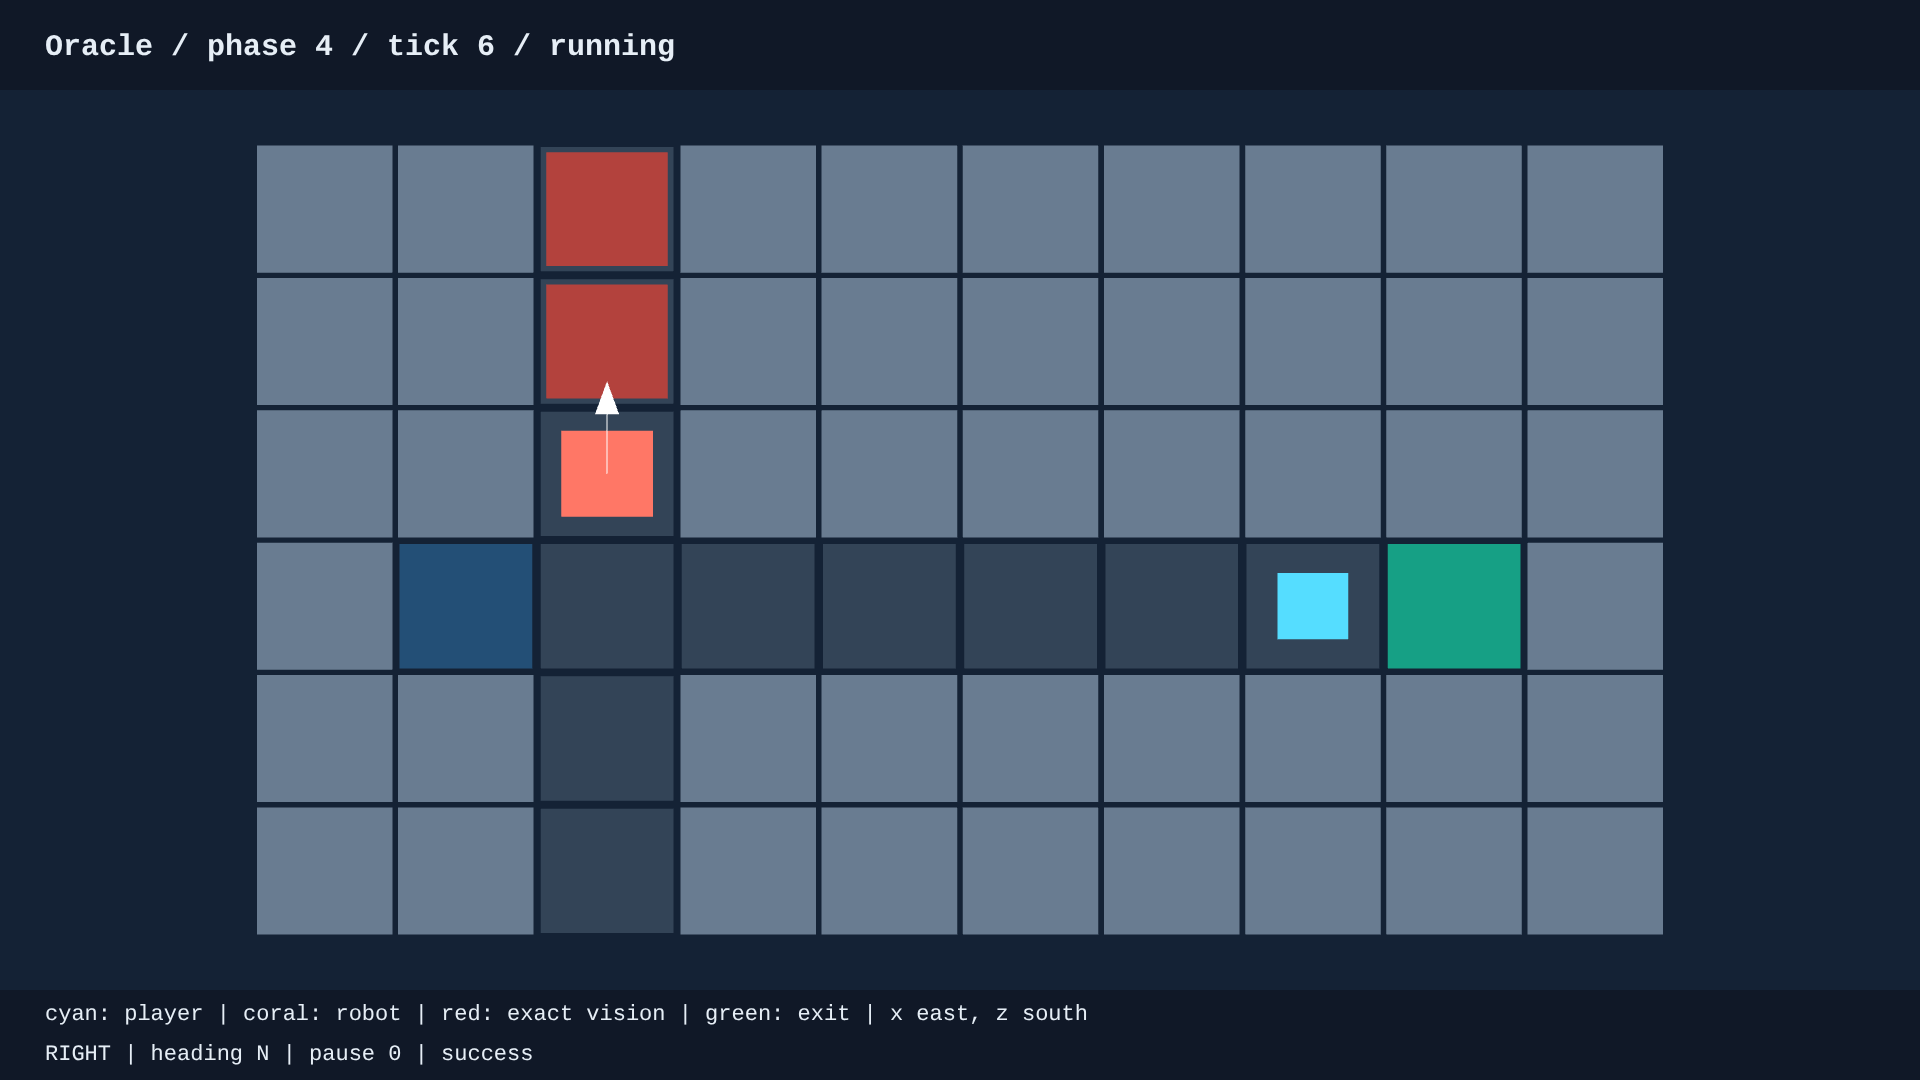 Oracle / phase 4 / tick 6 / running
cyan: player | coral: robot | red: exact vision | green: exit | x east, z south
RIGHT | heading N | pause 0 | success